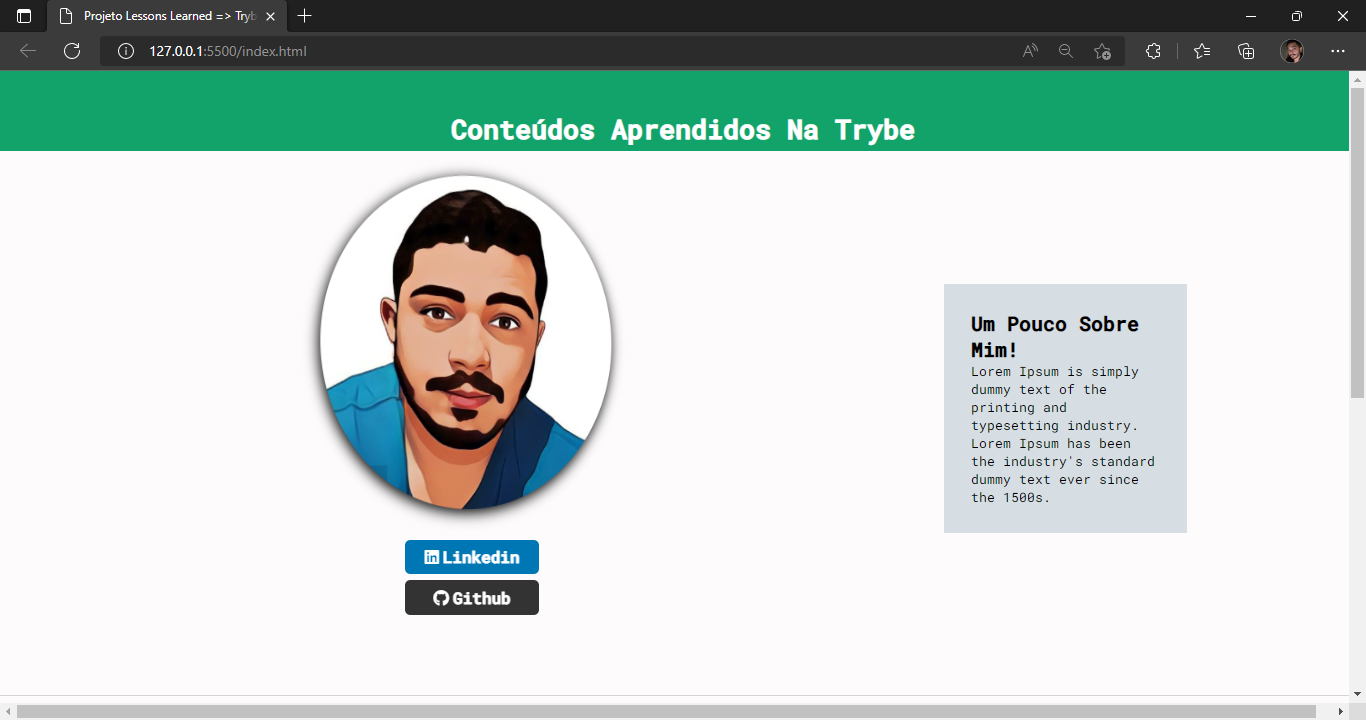 Projeto Lessons Learned => Tryb
127.0.0.1:5500/index.html
Conteúdos Aprendidos Na Trybe
Um Pouco Sobre
Mim!
Lorem Ipsum is simply
dummy text of the
printing and
typesetting industry.
Lorem Ipsum has been
the industry's standard
dummy text ever since
the 1500s.
Linkedin
Github